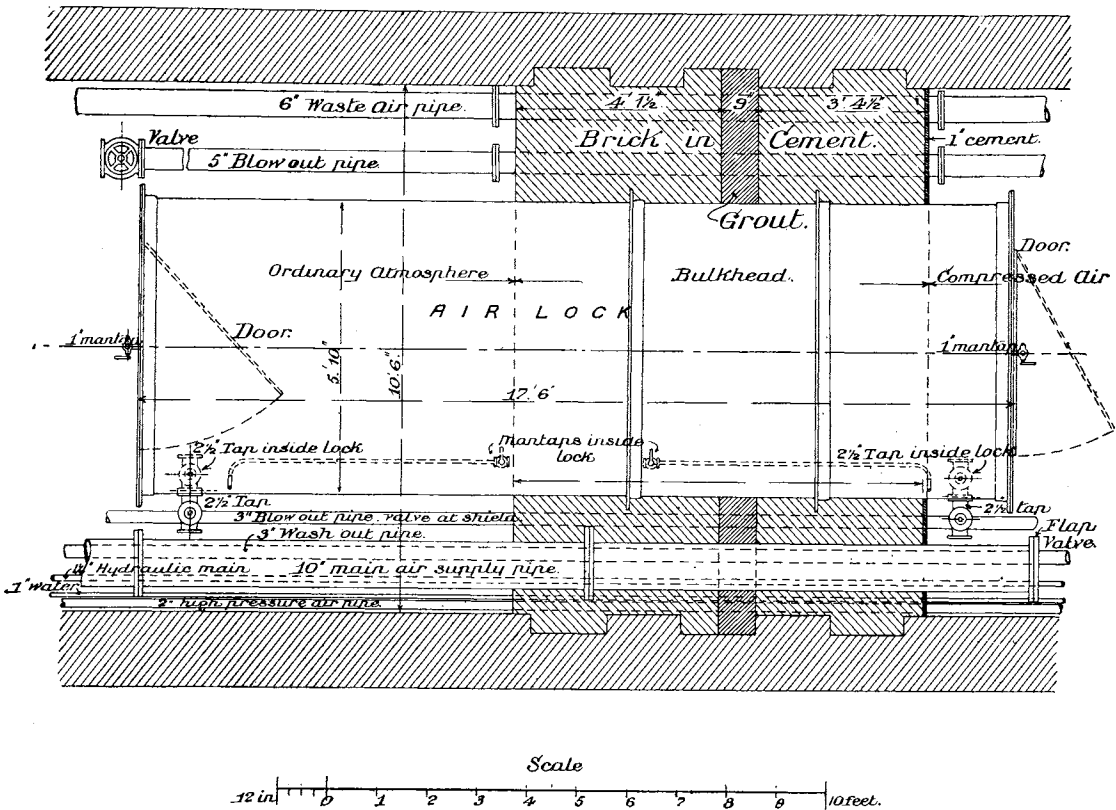 6" Waste Air pipe.
4' 1½" 9" 3' 4½"
Valve
Brick in Cement.
1" cement.
5" Blow out pipe.
Grout.
Door.
Ordinary Atmosphere
Bulkhead.
Compressed Air
AIR LOCK
1" mantap
Door.
5' 10"
10' 6"
1" mantap
17' 6"
2½" Tap inside lock
Mantaps inside
lock
2½" Tap inside
lock
2½ Tap
2½ tap
3" Blow out pipe valve at shield.
Flap
Valve.
3" Wash out pipe.
Hydraulic main
10" main air supply pipe.
1" water
2" high pressure air pipe.
Scale
12 in 0 1 2 3 4 5 6 7 8 9 10 feet.